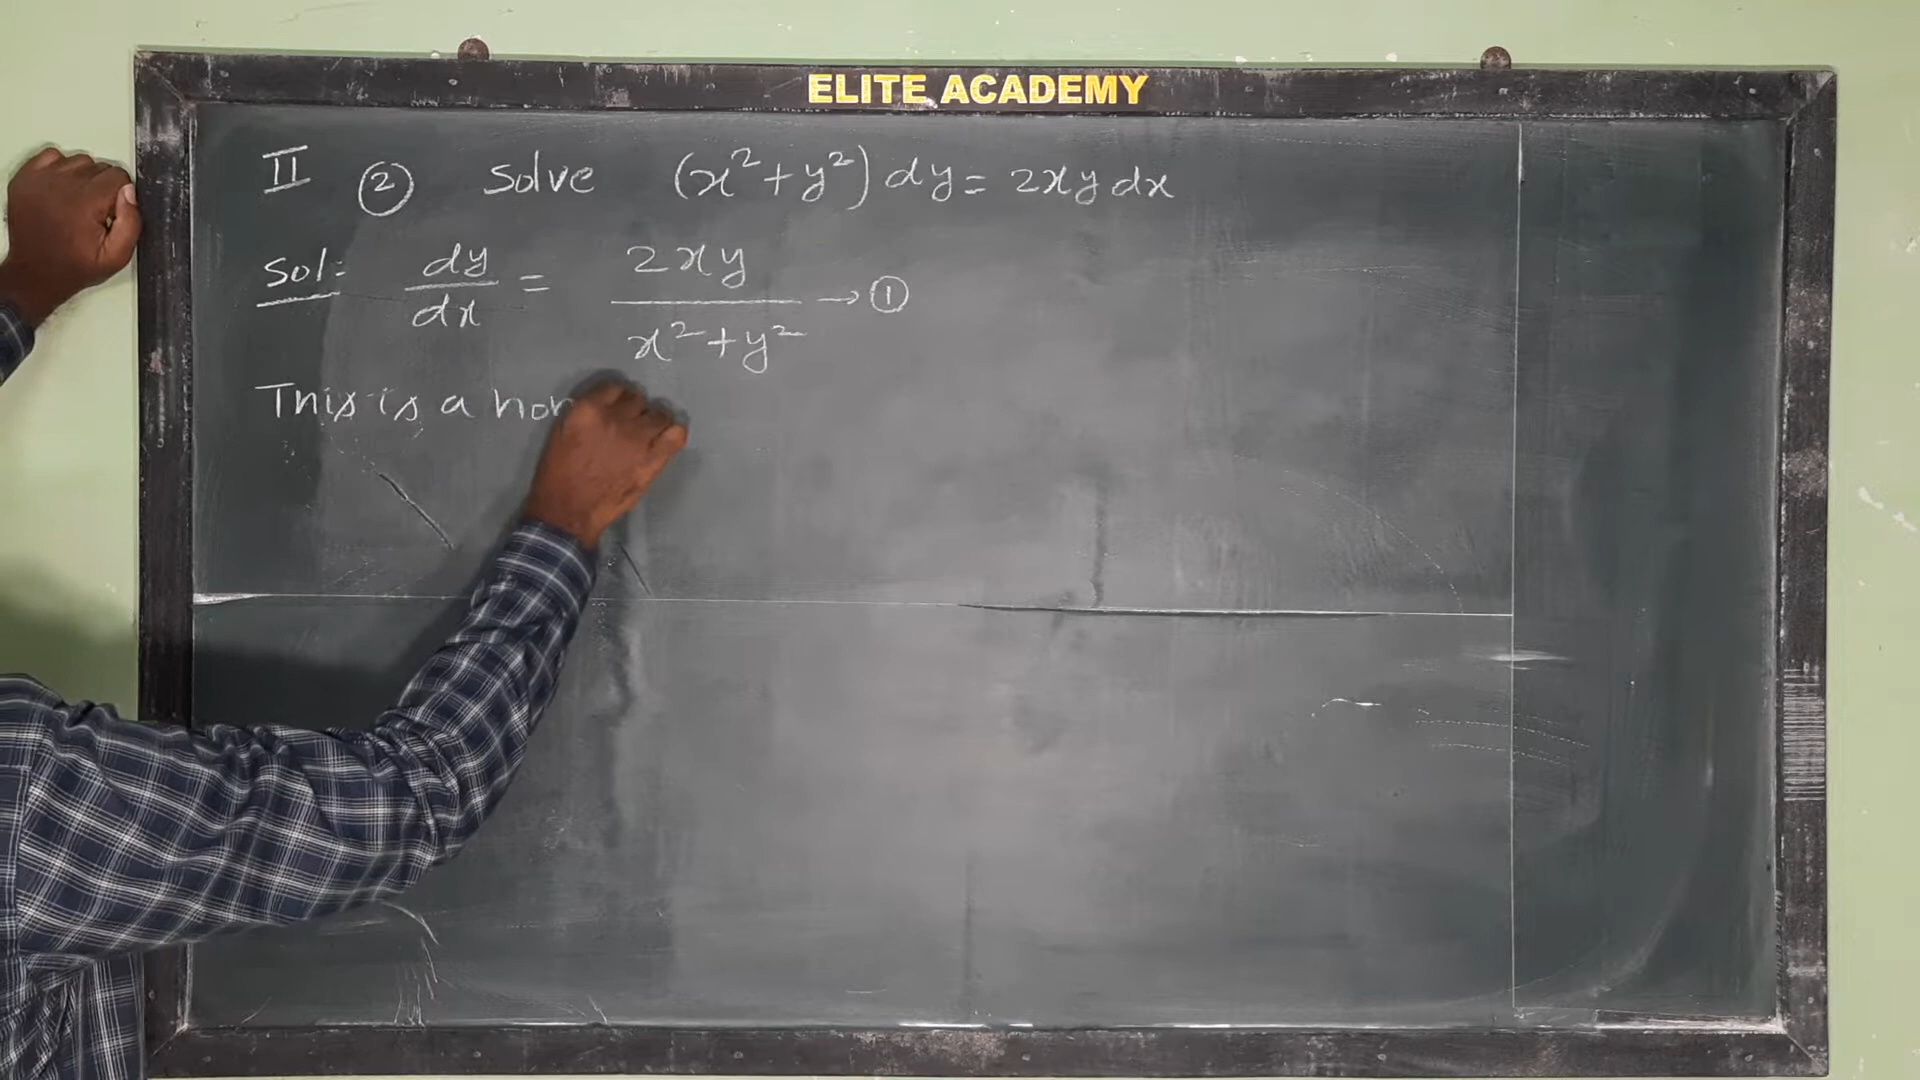 ELITE ACADEMY
II ② Solve (x²+y²) dy = 2xy dx
Sol: dy/dx = 2xy / x²+y² → ①
This is a hom